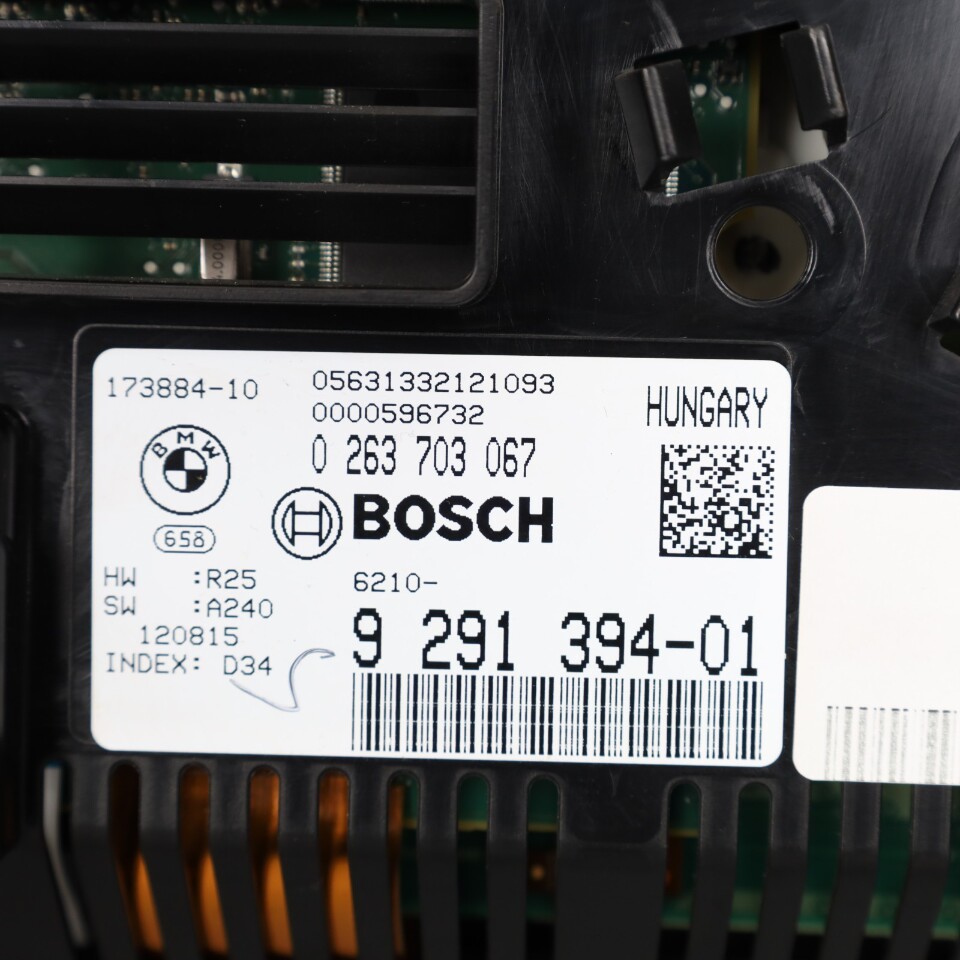 173884-10
05631332121093
0000596732
HUNGARY
0 263 703 067
BMW
658
BOSCH
HW :R25
SW :A240
120815
INDEX: D34
6210-
9 291 394-01